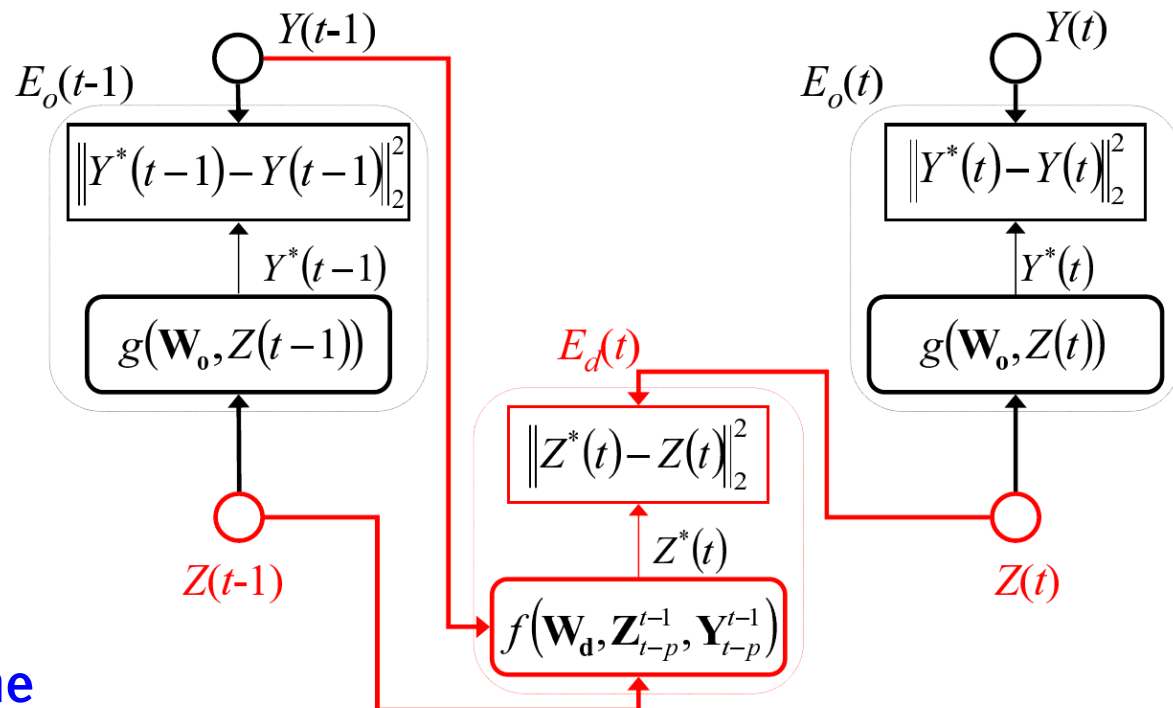 Y(t-1)
Y(t)
E_o(t-1)
E_o(t)
‖Y*(t−1)−Y(t−1)‖₂²
‖Y*(t)−Y(t)‖₂²
Y*(t−1)
Y*(t)
g(W_o,Z(t−1))
g(W_o,Z(t))
E_d(t)
‖Z*(t)−Z(t)‖₂²
Z*(t)
Z(t-1)
Z(t)
f(W_d,Z_{t−p}^{t−1},Y_{t−p}^{t−1})